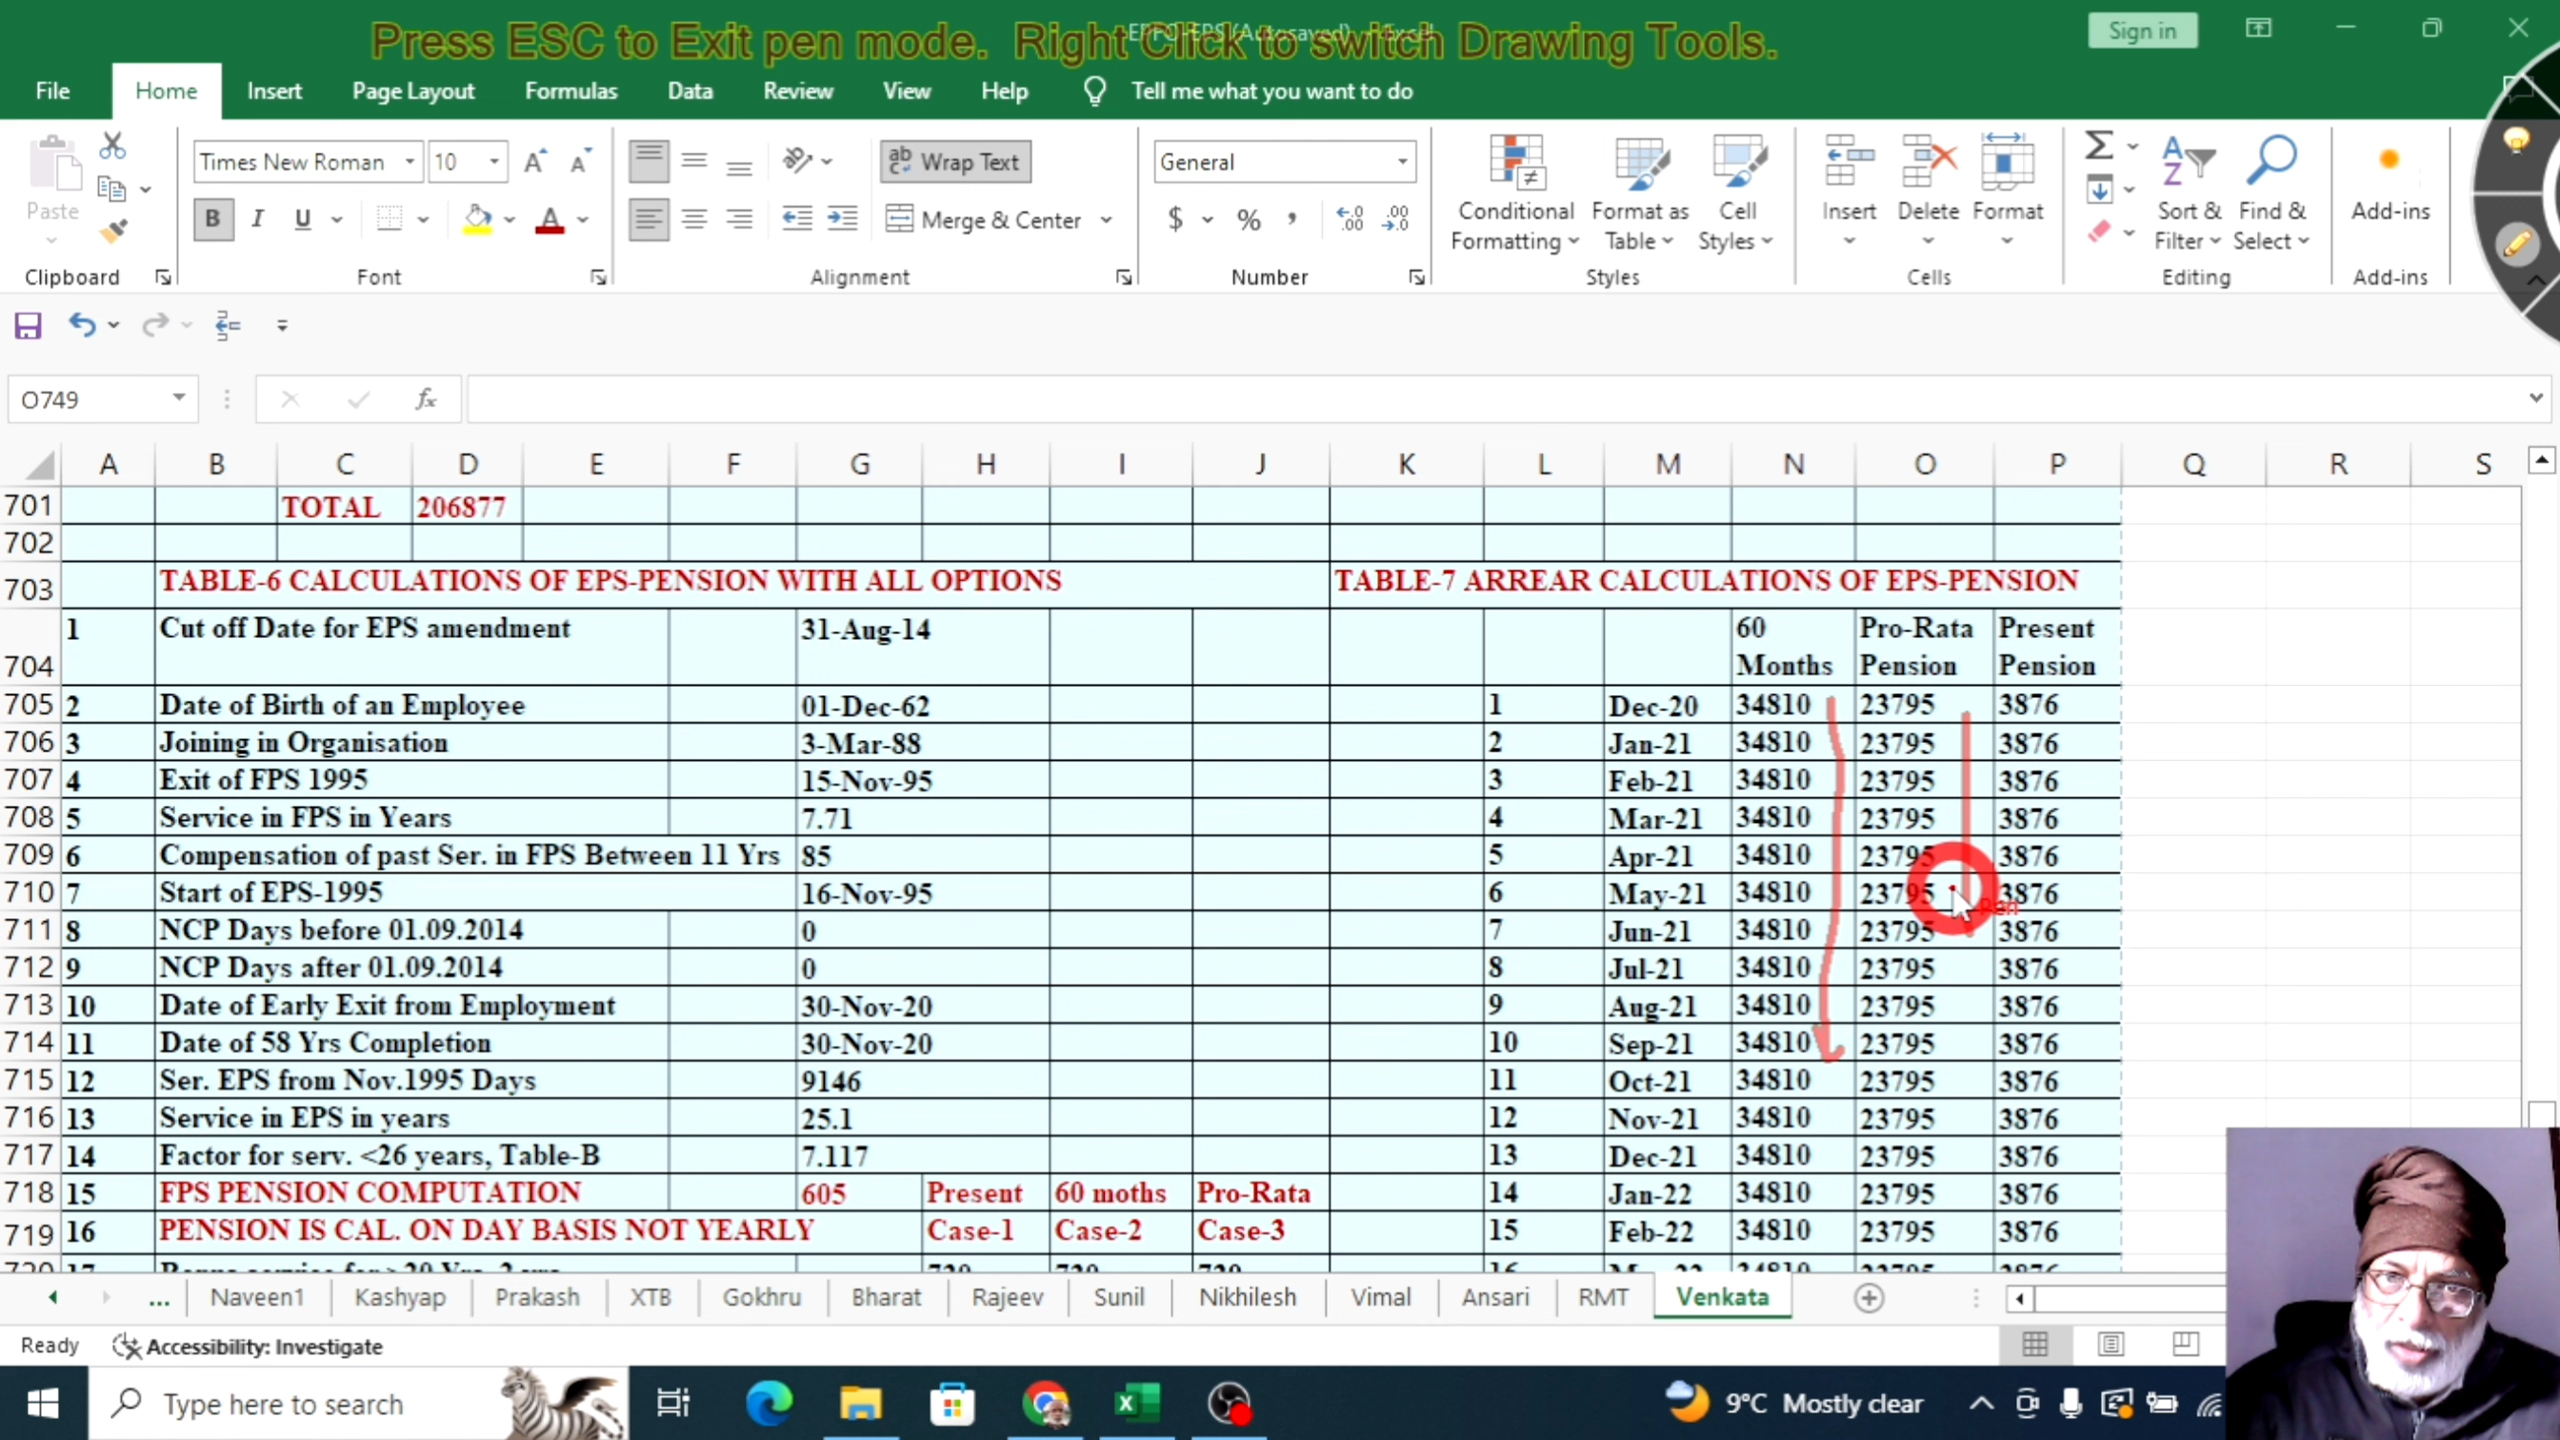 Press ESC to Exit pen mode. Right Click to switch Drawing Tools.
Sign in
File Home Insert Page Layout Formulas Data Review View Help Tell me what you want to do
Paste
Clipboard
Times New Roman 10
B I U
Font
Wrap Text
Merge & Center
Alignment
General
$ % ,
Number
Conditional Formatting
Format as Table
Cell Styles
Styles
Insert Delete Format
Cells
Sort & Filter
Find & Select
Editing
Add-ins
Add-ins
O749
fx
A B C D E F G H I J K L M N O P Q R S
701 TOTAL 206877
702
703 TABLE-6 CALCULATIONS OF EPS-PENSION WITH ALL OPTIONS TABLE-7 ARREAR CALCULATIONS OF EPS-PENSION
704 1 Cut off Date for EPS amendment 31-Aug-14 60 Months Pro-Rata Pension Present Pension
705 2 Date of Birth of an Employee 01-Dec-62 1 Dec-20 34810 23795 3876
706 3 Joining in Organisation 3-Mar-88 2 Jan-21 34810 23795 3876
707 4 Exit of FPS 1995 15-Nov-95 3 Feb-21 34810 23795 3876
708 5 Service in FPS in Years 7.71 4 Mar-21 34810 23795 3876
709 6 Compensation of past Ser. in FPS Between 11 Yrs 85 5 Apr-21 34810 23795 3876
710 7 Start of EPS-1995 16-Nov-95 6 May-21 34810 23795 3876
711 8 NCP Days before 01.09.2014 0 7 Jun-21 34810 23795 3876
712 9 NCP Days after 01.09.2014 0 8 Jul-21 34810 23795 3876
713 10 Date of Early Exit from Employment 30-Nov-20 9 Aug-21 34810 23795 3876
714 11 Date of 58 Yrs Completion 30-Nov-20 10 Sep-21 34810 23795 3876
715 12 Ser. EPS from Nov.1995 Days 9146 11 Oct-21 34810 23795 3876
716 13 Service in EPS in years 25.1 12 Nov-21 34810 23795 3876
717 14 Factor for serv. <26 years, Table-B 7.117 13 Dec-21 34810 23795 3876
718 15 FPS PENSION COMPUTATION 605 Present 60 moths Pro-Rata 14 Jan-22 34810 23795 3876
719 16 PENSION IS CAL. ON DAY BASIS NOT YEARLY Case-1 Case-2 Case-3 15 Feb-22 34810 23795 3876
... Naveen1 Kashyap Prakash XTB Gokhru Bharat Rajeev Sunil Nikhilesh Vimal Ansari RMT Venkata
Ready Accessibility: Investigate
Type here to search
9°C Mostly clear